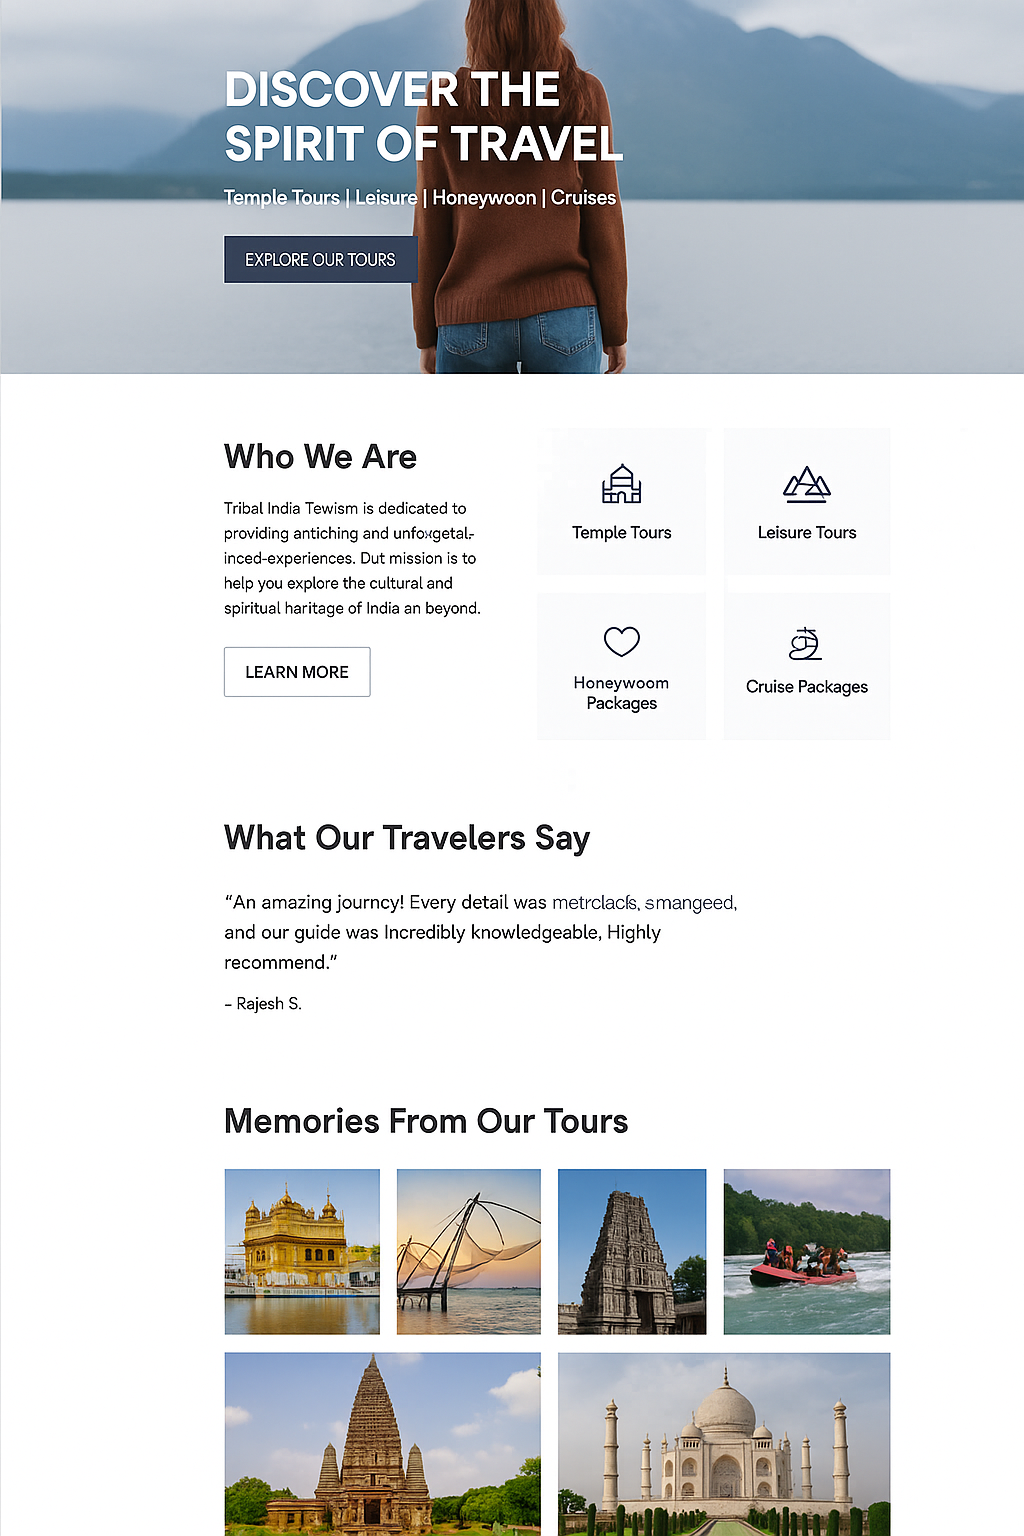 DISCOVER THE
SPIRIT OF TRAVEL
Temple Tours | Leisure | Honeywoon | Cruises
EXPLORE OUR TOURS
Who We Are
Tribal India Tewism is dedicated to
providing antiching and unfoxgetal-
inced-experiences. Dut mission is to
help you explore the cultural and
spiritual haritage of India an beyond.
LEARN MORE
Temple Tours
Leisure Tours
Honeywoom
Packages
Cruise Packages
What Our Travelers Say
“An amazing journcy! Every detail was smangeed,
and our guide was Incredibly knowledgeable, Highly
recommend.”
– Rajesh S.
Memories From Our Tours